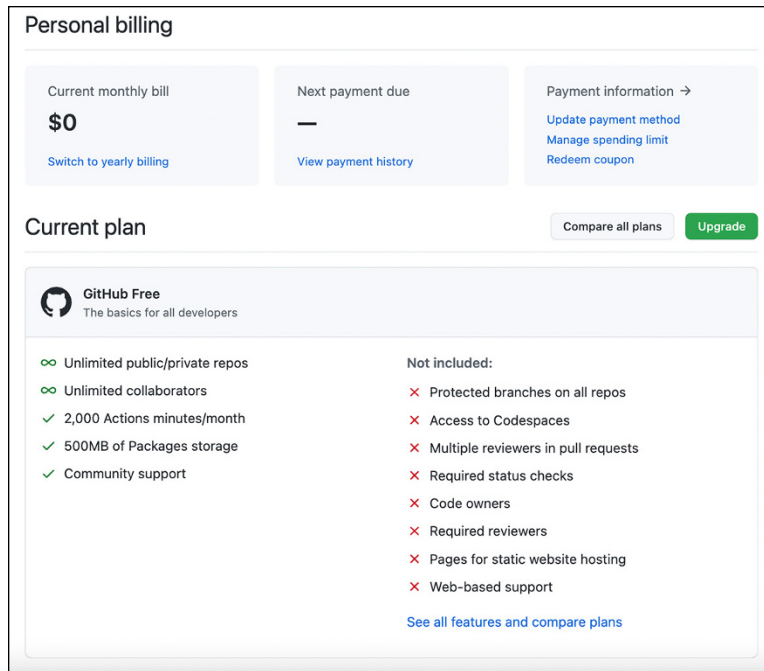 Personal billing
Current monthly bill
$0
Switch to yearly billing
Next payment due
—
View payment history
Payment information →
Update payment method
Manage spending limit
Redeem coupon
Current plan
Compare all plans
Upgrade
GitHub Free
The basics for all developers
Unlimited public/private repos
Unlimited collaborators
2,000 Actions minutes/month
500MB of Packages storage
Community support
Not included:
Protected branches on all repos
Access to Codespaces
Multiple reviewers in pull requests
Required status checks
Code owners
Required reviewers
Pages for static website hosting
Web-based support
See all features and compare plans